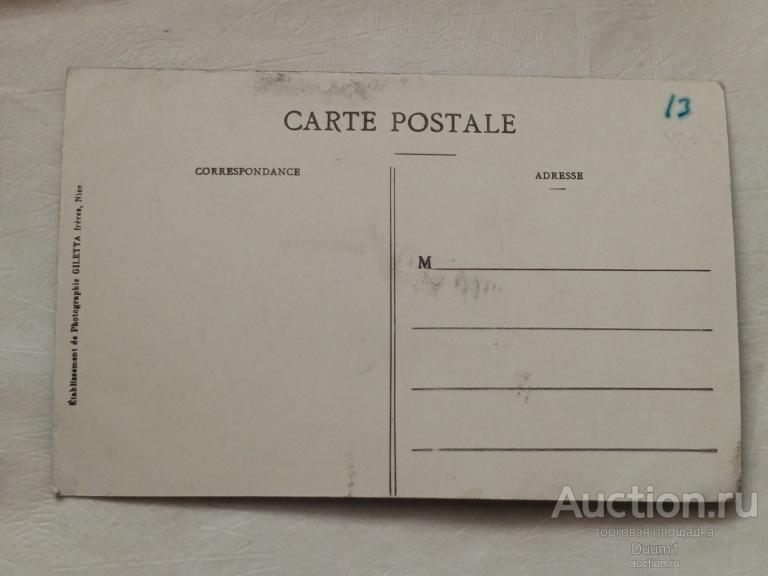 13
CARTE POSTALE
CORRESPONDANCE
ADRESSE
M
Établissement de Photographie GILETTA frères, Nice
Auction.ru
торговая площадка
Duum1
auction.ru